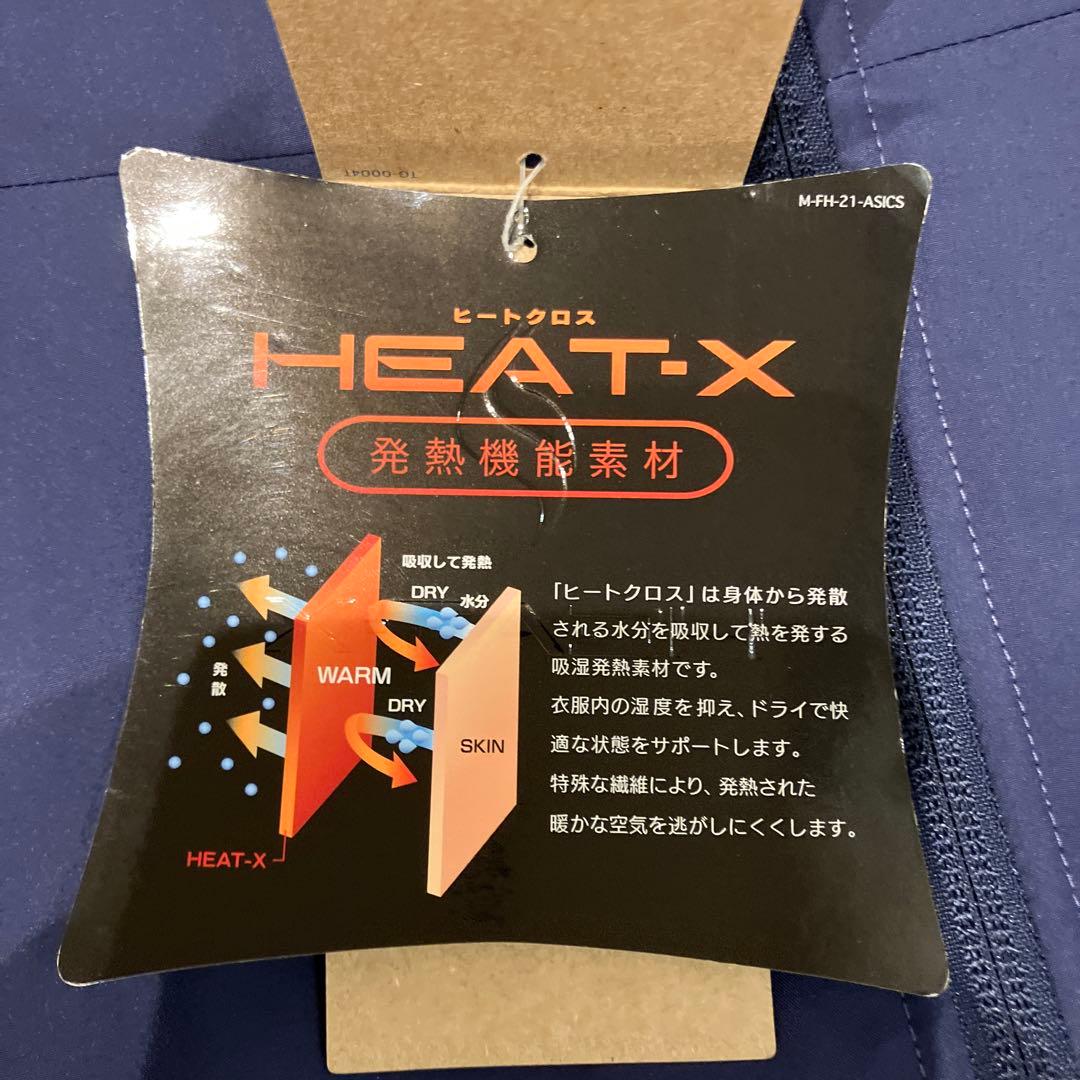 TG-0004T
M-FH-21-ASICS
ヒートクロス
HEAT-X
発熱機能素材
吸収して発熱
DRY 水分
発散
WARM
DRY
SKIN
HEAT-X
「ヒートクロス」は身体から発散
される水分を吸収して熱を発する
吸湿発熱素材です。
衣服内の湿度を抑え、ドライで快
適な状態をサポートします。
特殊な繊維により、発熱された
暖かな空気を逃がしにくくします。